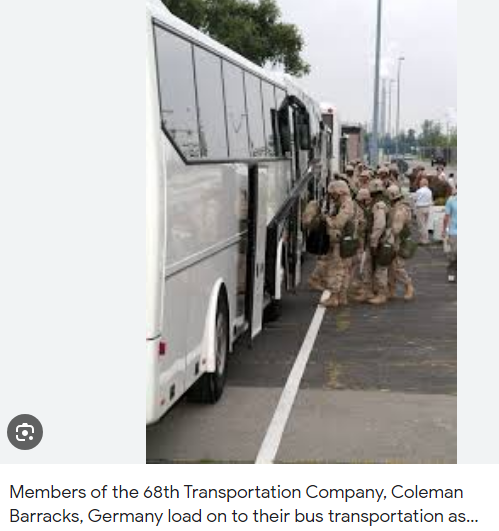 Members of the 68th Transportation Company, Coleman
Barracks, Germany load on to their bus transportation as...